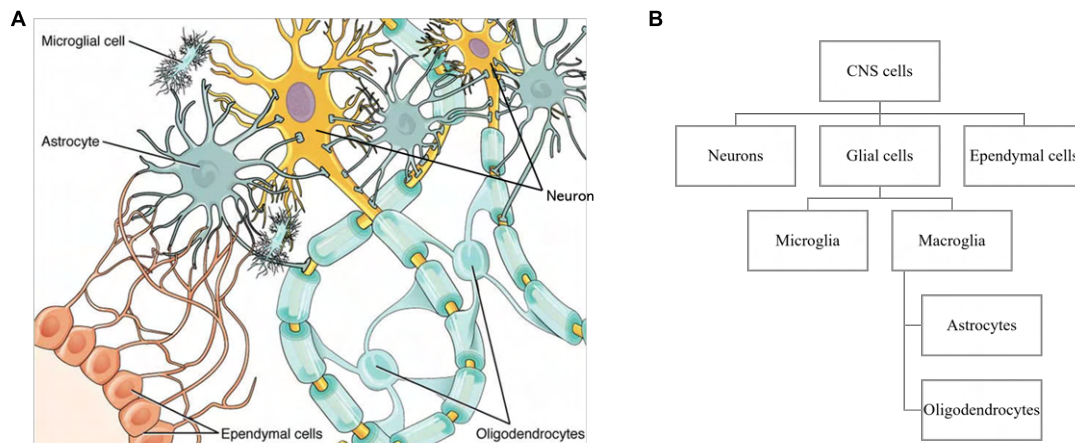 A
Microglial cell
Astrocyte
Neuron
Ependymal cells
Oligodendrocytes
B
CNS cells
Neurons
Glial cells
Ependymal cells
Microglia
Macroglia
Astrocytes
Oligodendrocytes